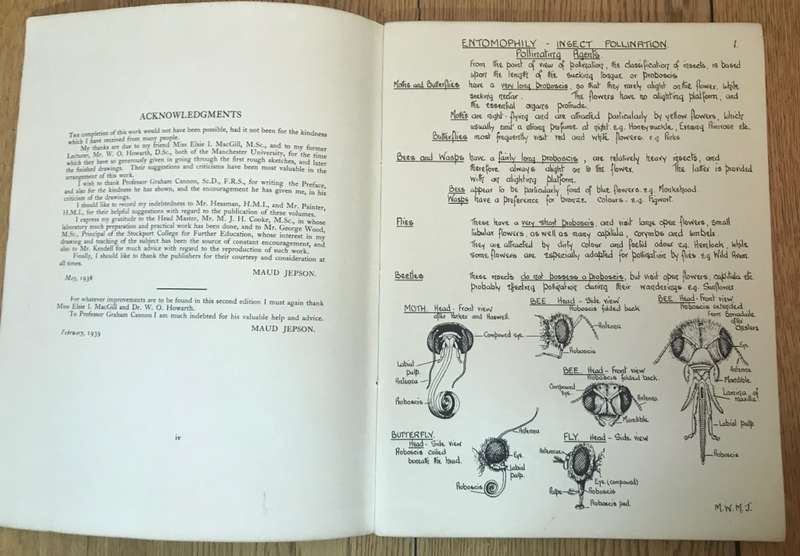 ACKNOWLEDGMENTS
THE completion of this work would not have been possible, had it not been for the kindness
which I have received from many people.
My thanks are due to my friend Miss Elsie I. MacGill, M.Sc., and to my former
Lecturer, Mr. W. O. Howarth, D.Sc., both of the Manchester University, for the time
which they have so generously given in going through the first rough sketches, and later
the finished drawings. Their suggestions and criticisms have been most valuable in the
arrangement of this work.
I wish to thank Professor Graham Cannon, Sc.D., F.R.S., for writing the Preface,
and also for the kindness he has shown, and the encouragement he has given me, in his
criticism of the drawings.
I should like to record my indebtedness to Mr. Hessman, H.M.I., and Mr. Painter,
H.M.I., for their helpful suggestions with regard to the publication of these volumes.
I express my gratitude to the Head Master, Mr. M. J. H. Cooke, M.Sc., in whose
laboratory much preparation and practical work has been done, and to Mr. George Wood,
M.Sc., Principal of the Stockport College for Further Education, whose interest in my
drawing and teaching of the subject has been the source of constant encouragement, and
also to Mr. Kendall for much advice with regard to the reproduction of such work.
Finally, I should like to thank the publishers for their courtesy and consideration at
all times.
MAUD JEPSON.
May, 1938
For whatever improvements are to be found in this second edition I must again thank
Miss Elsie I. MacGill and Dr. W. O. Howarth.
To Professor Graham Cannon I am much indebted for his valuable help and advice.
MAUD JEPSON.
February, 1939
iv
ENTOMOPHILY - INSECT POLLINATION. 1.
Pollinating Agents
From the point of view of pollination, the classification of insects, is based
upon the length of the sucking tongue or proboscis
Moths and Butterflies have a very long proboscis, so that they rarely alight on the flower, while
seeking nectar. The flowers have no alighting platform, and
the essential organs protrude.
Moths are night-flying and are attracted particularly by yellow flowers, which
usually emit a strong perfume at night. e.g. Honeysuckle, Evening Primrose etc.
Butterflies most frequently visit red and white flowers e.g. Pinks
Bees and Wasps have a fairly long proboscis, are relatively heavy insects, and
therefore always alight on to the flower. The latter is provided
with an alighting platform.
Bees appear to be particularly fond of blue flowers. e.g. Monkshood.
Wasps have a preference for bronze. Colours. e.g. Figwort.
Flies These have a very short proboscis, and visit large open flowers, small
tubular flowers, as well as many capitula, corymbs and umbels
They are attracted by dirty colour and foetid odour e.g. Hemlock, while
some flowers are especially adapted for pollination by flies e.g. Wild Arum
Beetles These insects do not possess a proboscis, but visit open flowers, capitula etc.
probably effecting pollination during their wanderings e.g. Sunflower
MOTH Head - Front view
after Parker and Haswell.
Compound eye.
Labial palp.
Antenna
Proboscis
BEE Head - Side view
Proboscis folded back.
Antenna
Proboscis
BEE Head - Front view
Proboscis folded back.
Compound eye.
Antenna
Mandible.
BEE Head - Front view.
Proboscis extended
from Borradaile
after Cheshire
Eye.
Antenna
Mandible.
Lamina of maxilla.
Labial palp
Proboscis
BUTTERFLY.
Head - Side view
Proboscis coiled
beneath the head.
Antenna
Eye.
Labial palp.
Proboscis
FLY Head - Side view
Antennae
Eye (compound)
Palps
Proboscis
Proboscis pad.
M.W.M.J.